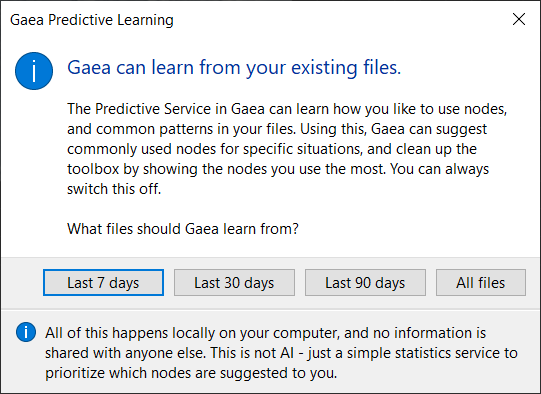 Gaea Predictive Learning
Gaea can learn from your existing files.
The Predictive Service in Gaea can learn how you like to use nodes,
and common patterns in your files. Using this, Gaea can suggest
commonly used nodes for specific situations, and clean up the
toolbox by showing the nodes you use the most. You can always
switch this off.
What files should Gaea learn from?
Last 7 days
Last 30 days
Last 90 days
All files
All of this happens locally on your computer, and no information is
shared with anyone else. This is not AI - just a simple statistics service to
prioritize which nodes are suggested to you.